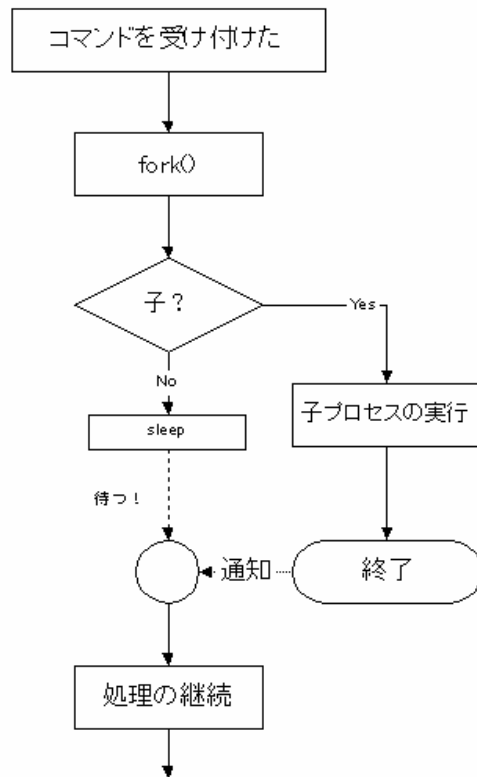 コマンドを受け付けた
fork()
子？
Yes
No
子プロセスの実行
sleep
待つ！
通知
終了
処理の継続